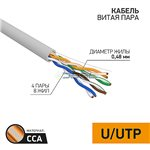 КАБЕЛЬ
ВИТАЯ ПАРА
ДИАМЕТР ЖИЛЫ
0,48 мм
4 ПАРЫ
8 ЖИЛ
МАТЕРИАЛ:
CCA
U/UTP